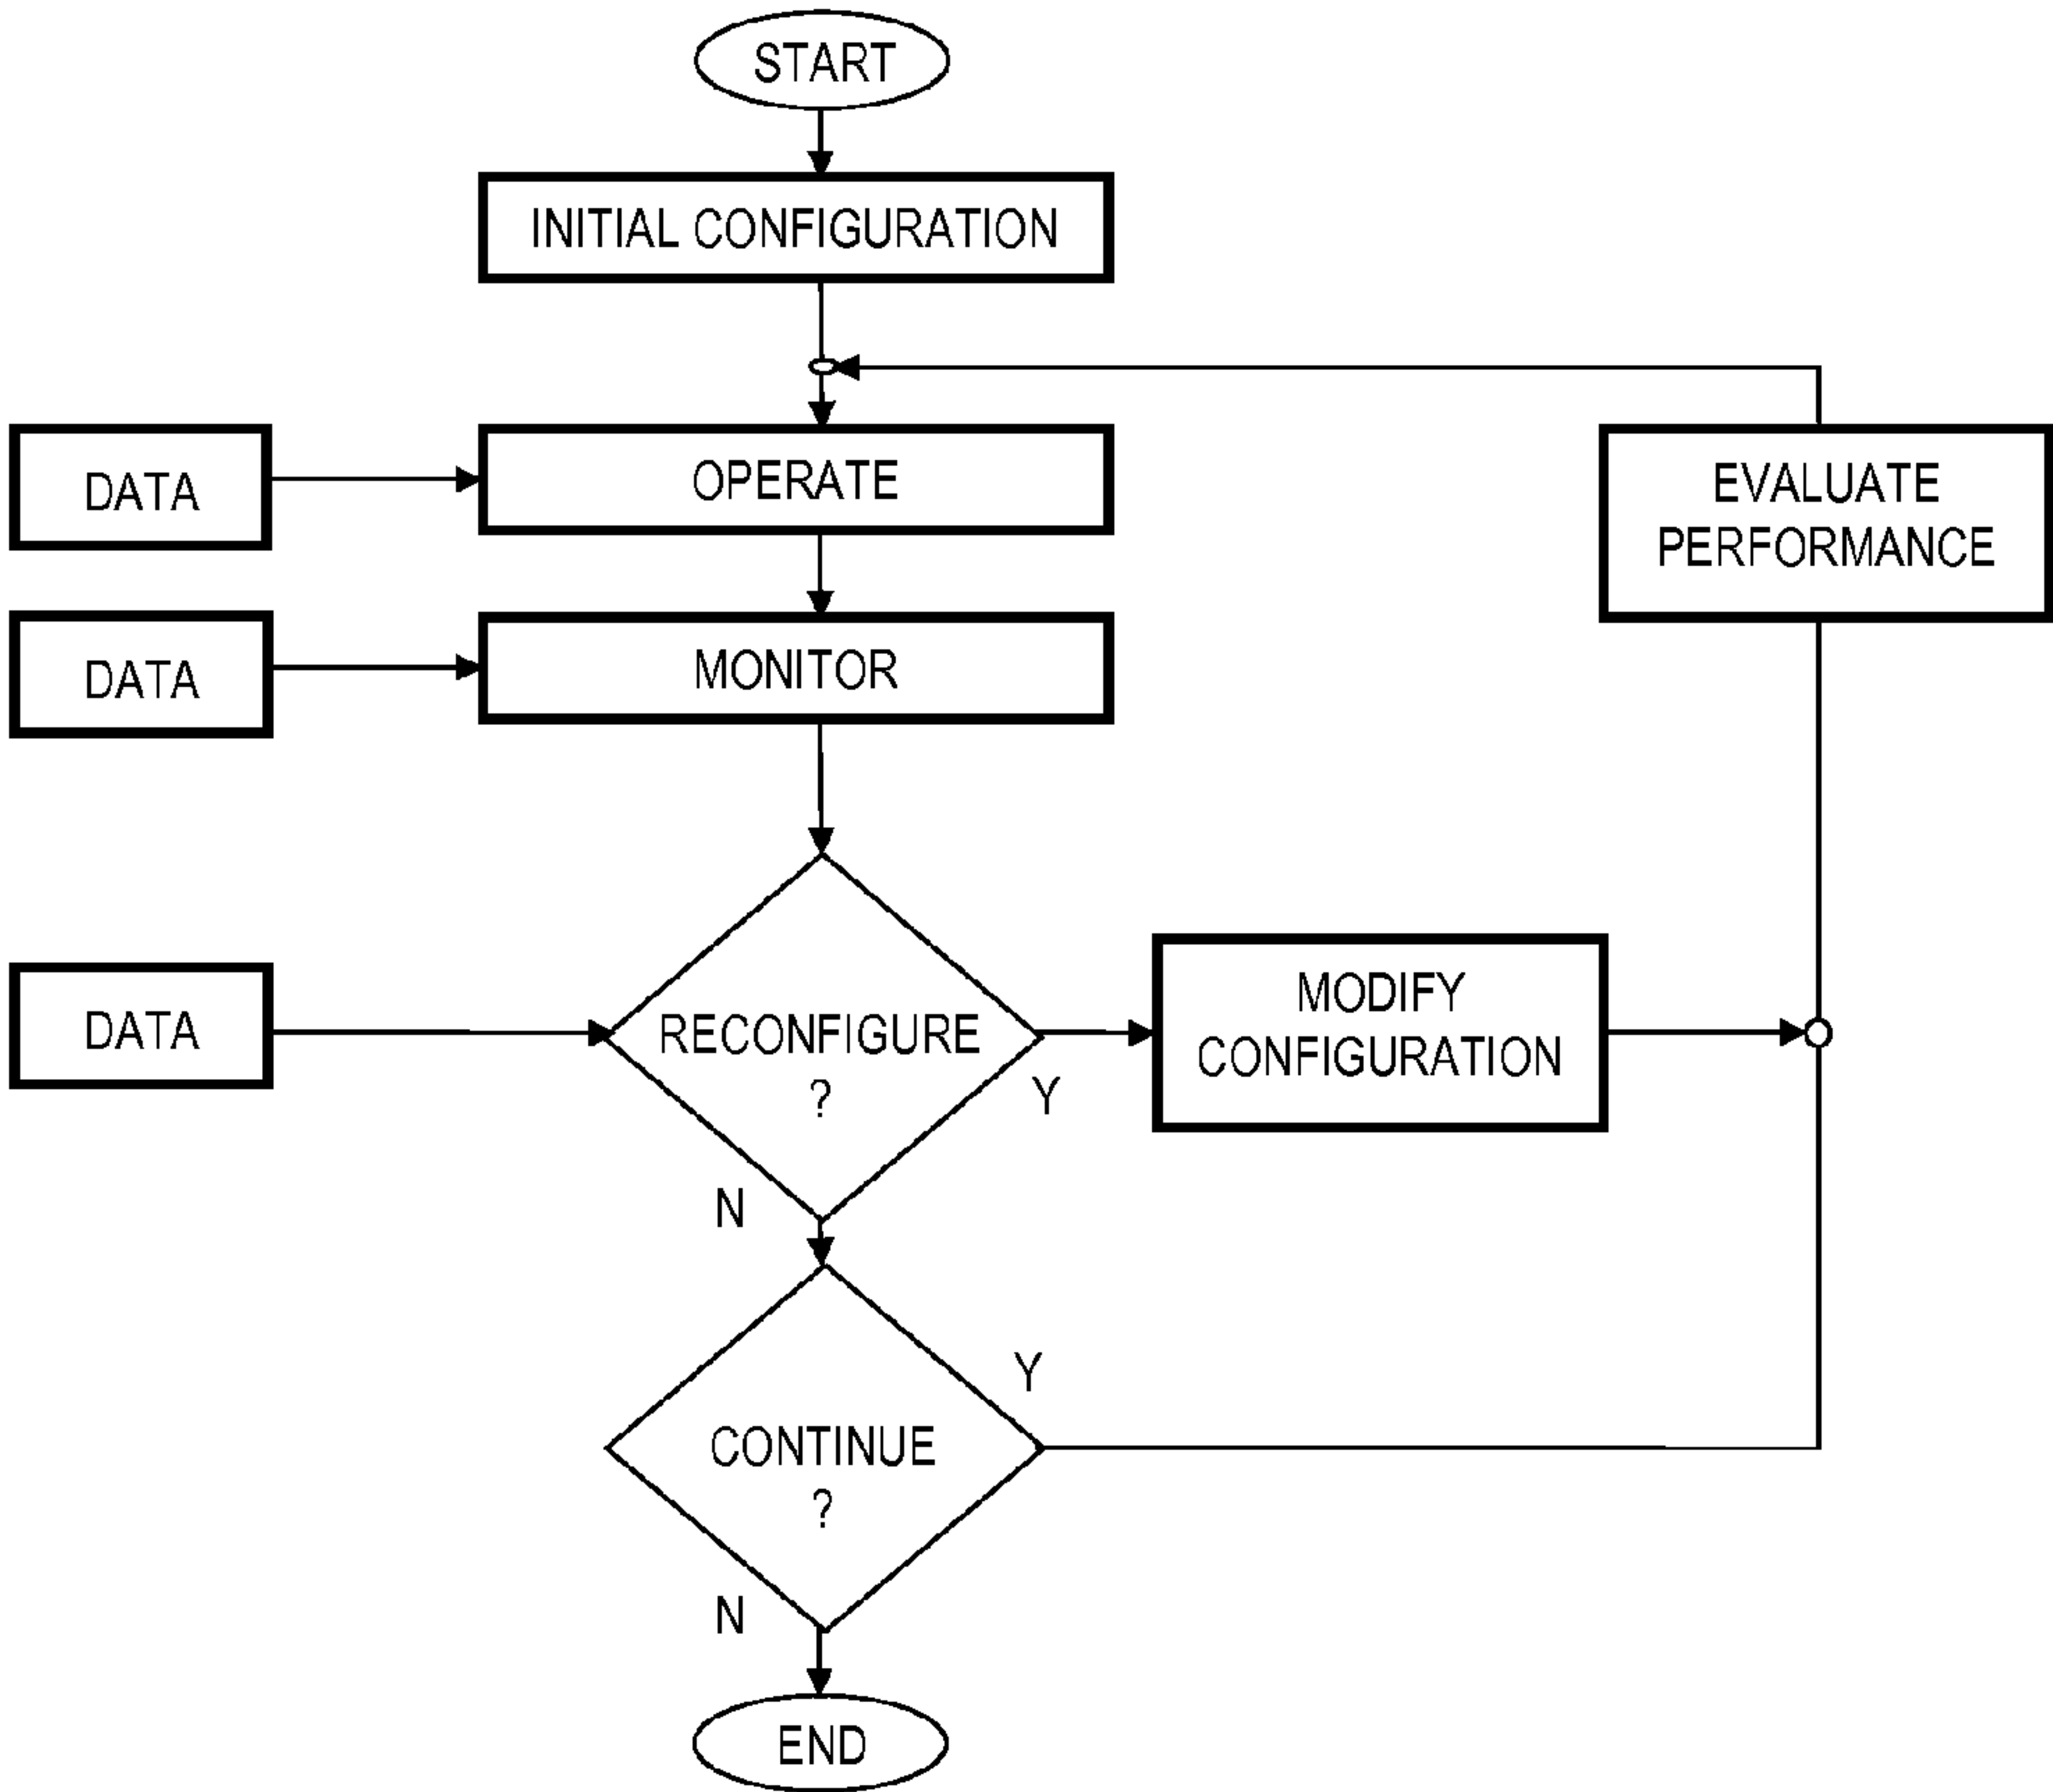 START
INITIAL CONFIGURATION
DATA
OPERATE
EVALUATE
PERFORMANCE
DATA
MONITOR
DATA
RECONFIGURE
?
Y
N
MODIFY
CONFIGURATION
CONTINUE
?
Y
N
END